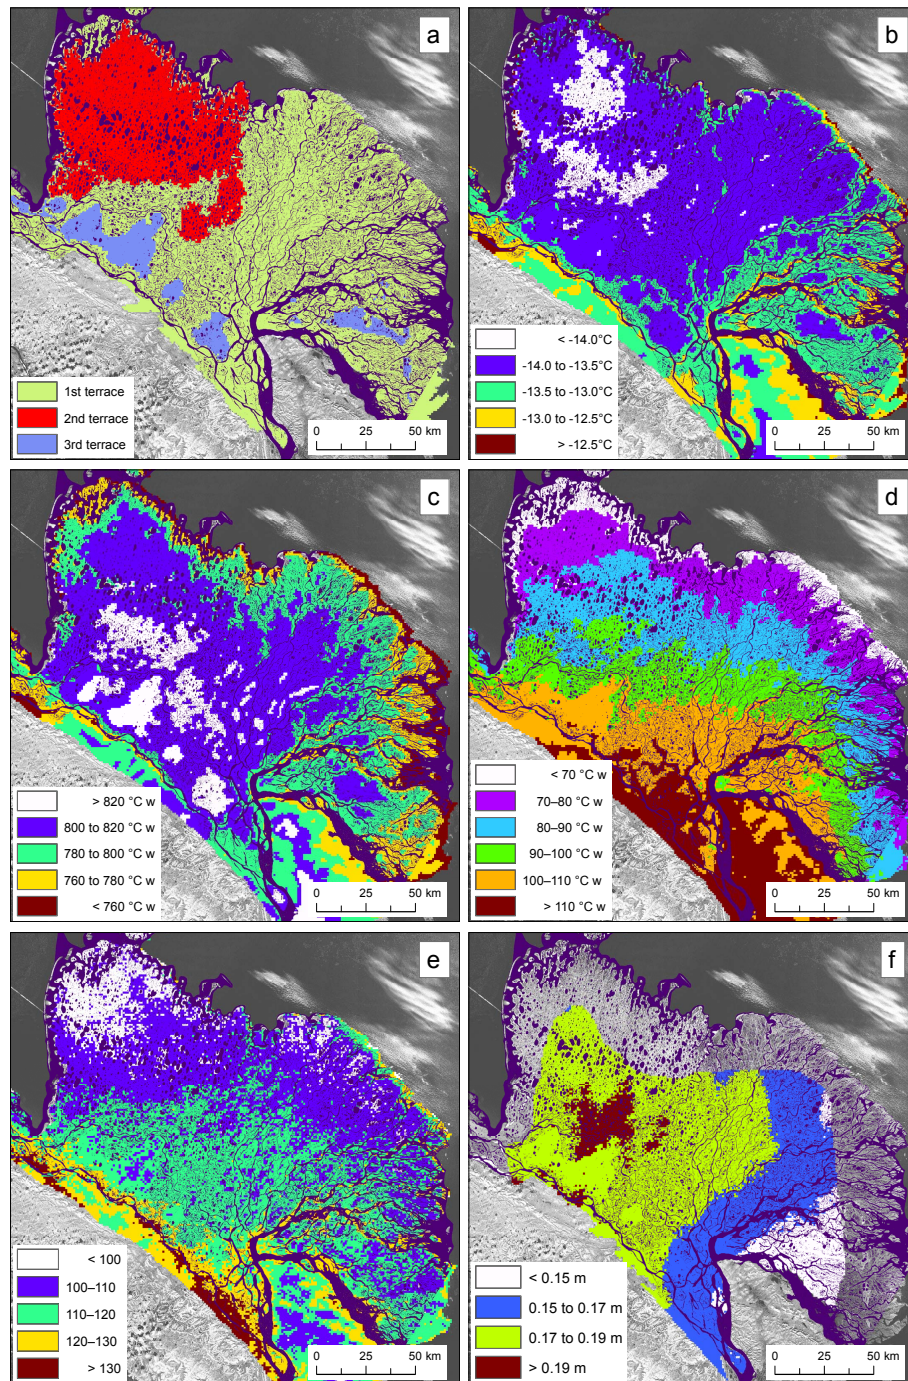 a
1st terrace
2nd terrace
3rd terrace
0 25 50 km
b
< -14.0°C
-14.0 to -13.5°C
-13.5 to -13.0°C
-13.0 to -12.5°C
> -12.5°C
0 25 50 km
c
> 820 °C w
800 to 820 °C w
780 to 800 °C w
760 to 780 °C w
< 760 °C w
0 25 50 km
d
< 70 °C w
70–80 °C w
80–90 °C w
90–100 °C w
100–110 °C w
> 110 °C w
0 25 50 km
e
< 100
100–110
110–120
120–130
> 130
0 25 50 km
f
< 0.15 m
0.15 to 0.17 m
0.17 to 0.19 m
> 0.19 m
0 25 50 km